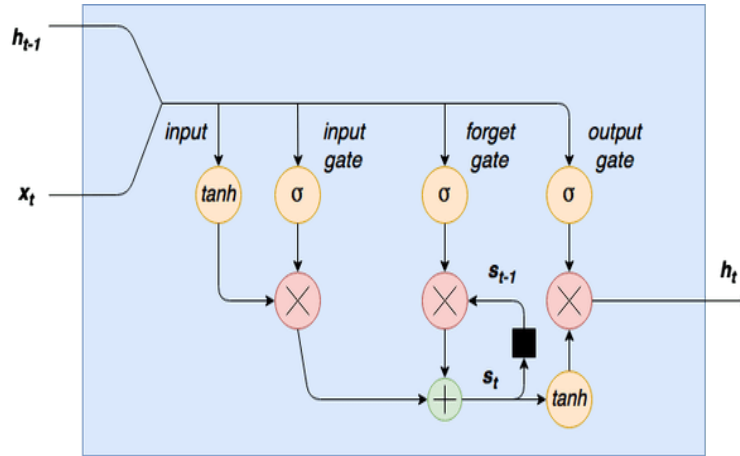 h_{t-1}
input
input
gate
forget
gate
output
gate
x_t
tanh
σ
σ
σ
s_{t-1}
h_t
s_t
tanh